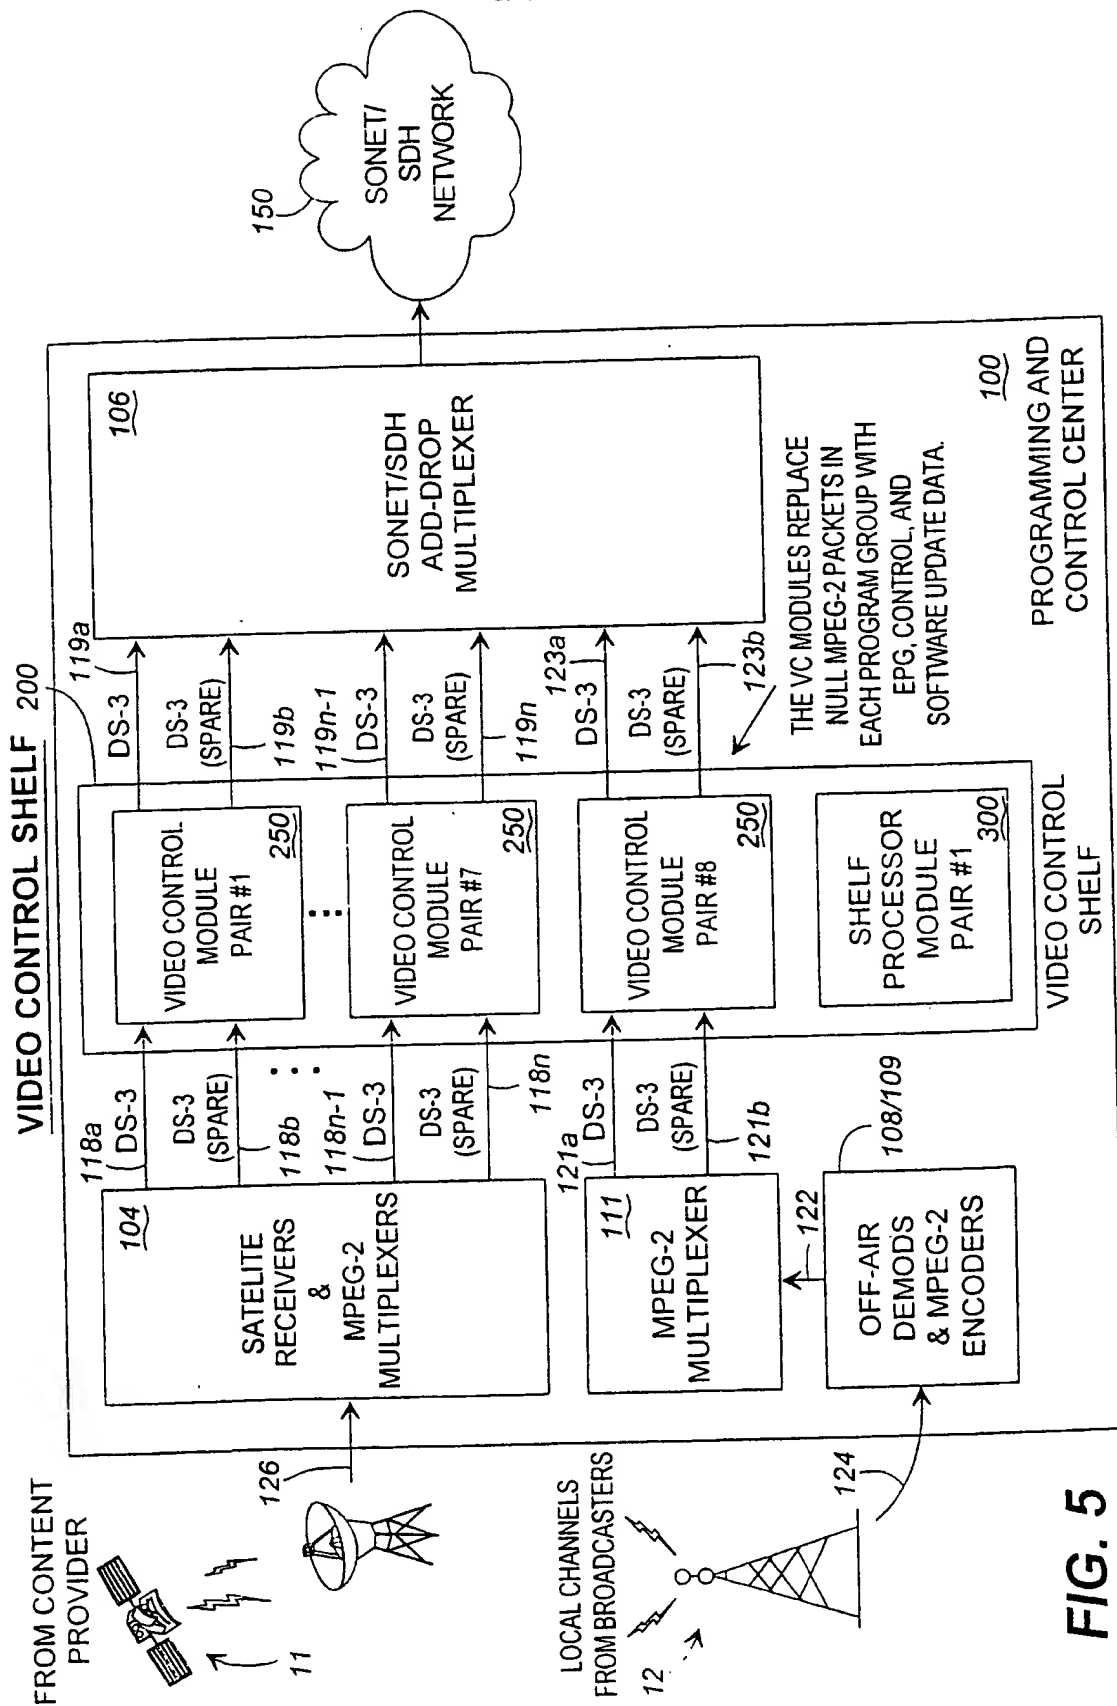 VIDEO CONTROL SHELF
FROM CONTENT
PROVIDER
11
126
LOCAL CHANNELS
FROM BROADCASTERS
12
124
104
SATELITE
RECEIVERS
&
MPEG-2
MULTIPLEXERS
111
MPEG-2
MULTIPLEXER
122
OFF-AIR
DEMODS
& MPEG-2
ENCODERS
108/109
118a
DS-3
DS-3
(SPARE)
118b
118n-1
DS-3
DS-3
(SPARE)
118n
121a
DS-3
DS-3
(SPARE)
121b
200
VIDEO CONTROL
MODULE
PAIR #1
250
VIDEO CONTROL
MODULE
PAIR #7
250
VIDEO CONTROL
MODULE
PAIR #8
250
SHELF
PROCESSOR
MODULE
PAIR #1
300
VIDEO CONTROL
SHELF
119a
DS-3
DS-3
(SPARE)
119b
119n-1
DS-3
DS-3
(SPARE)
119n
123a
DS-3
DS-3
(SPARE)
123b
106
SONET/SDH
ADD-DROP
MULTIPLEXER
THE VC MODULES REPLACE
NULL MPEG-2 PACKETS IN
EACH PROGRAM GROUP WITH
EPG, CONTROL, AND
SOFTWARE UPDATE DATA.
100
PROGRAMMING AND
CONTROL CENTER
150
SONET/
SDH
NETWORK
FIG. 5